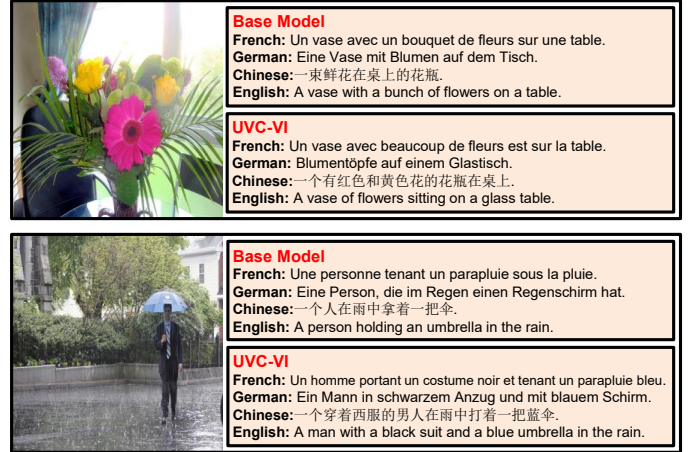 Base Model
French: Un vase avec un bouquet de fleurs sur une table.
German: Eine Vase mit Blumen auf dem Tisch.
Chinese:一束鲜花在桌上的花瓶.
English: A vase with a bunch of flowers on a table.
UVC-VI
French: Un vase avec beaucoup de fleurs est sur la table.
German: Blumentöpfe auf einem Glastisch.
Chinese:一个有红色和黄色花的花瓶在桌上.
English: A vase of flowers sitting on a glass table.
Base Model
French: Une personne tenant un parapluie sous la pluie.
German: Eine Person, die im Regen einen Regenschirm hat.
Chinese:一个人在雨中拿着一把伞.
English: A person holding an umbrella in the rain.
UVC-VI
French: Un homme portant un costume noir et tenant un parapluie bleu.
German: Ein Mann in schwarzem Anzug und mit blauem Schirm.
Chinese:一个穿着西服的男人在雨中打着一把蓝伞.
English: A man with a black suit and a blue umbrella in the rain.